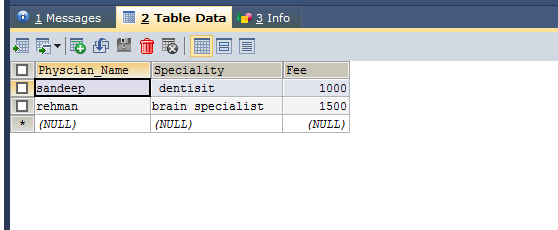 1 Messages 2 Table Data 3 Info
Physcian_Name Speciality Fee
sandeep dentisit 1000
rehman brain specialist 1500
* (NULL) (NULL) (NULL)